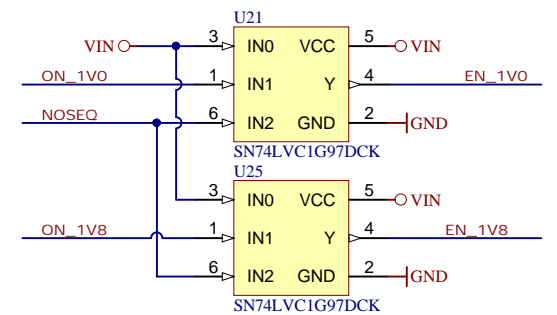 U21
VIN 3 IN0 VCC 5 VIN
ON_1V0 1 IN1 Y 4 EN_1V0
NOSEQ 6 IN2 GND 2 GND
SN74LVC1G97DCK
U25
3 IN0 VCC 5 VIN
ON_1V8 1 IN1 Y 4 EN_1V8
6 IN2 GND 2 GND
SN74LVC1G97DCK